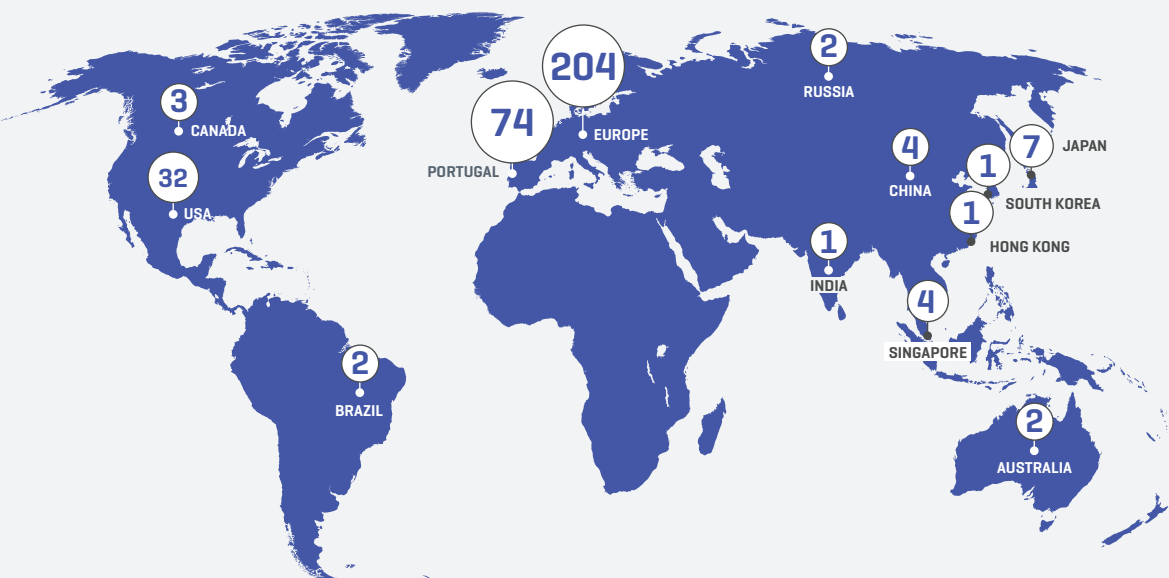 204
EUROPE
74
PORTUGAL
3
CANADA
32
USA
2
BRAZIL
2
RUSSIA
4
CHINA
7
JAPAN
1
SOUTH KOREA
1
HONG KONG
1
INDIA
4
SINGAPORE
2
AUSTRALIA